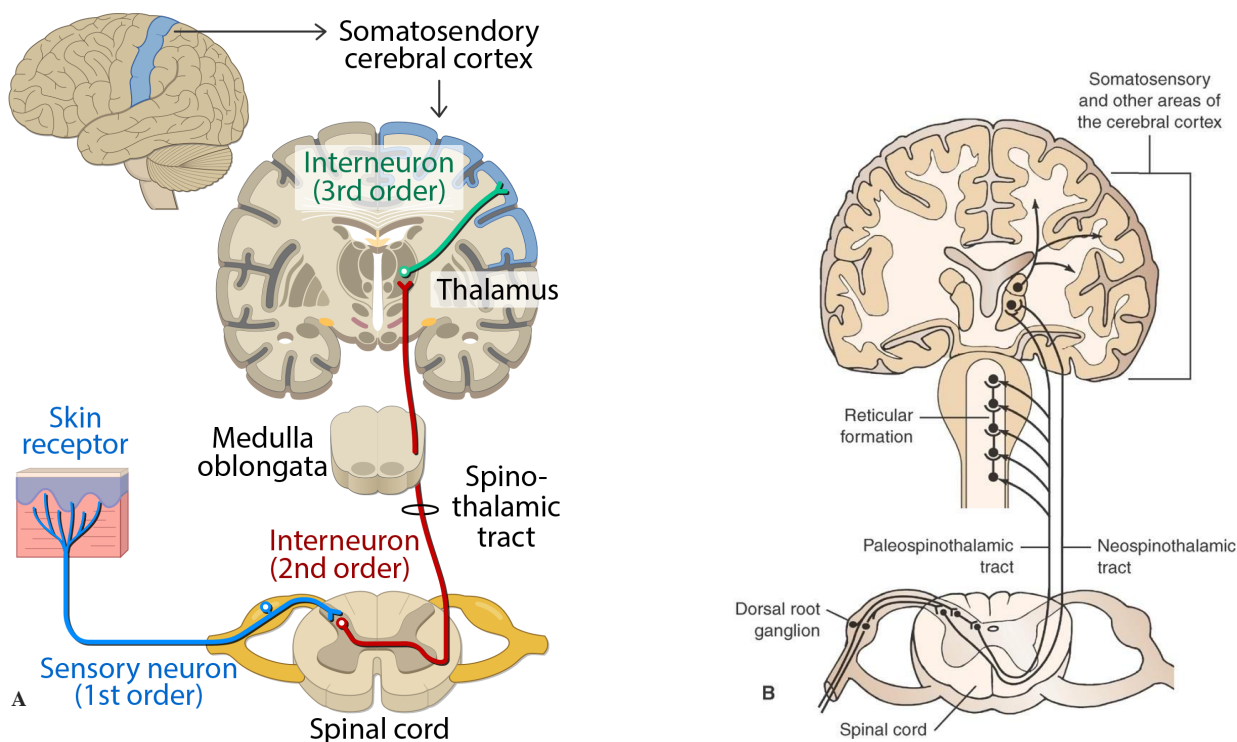 Somatosendory
cerebral cortex
Interneuron
(3rd order)
Thalamus
Skin
receptor
Medulla
oblongata
Spino-
thalamic
tract
Interneuron
(2nd order)
Sensory neuron
(1st order)
A
Spinal cord
Somatosensory
and other areas of
the cerebral cortex
Reticular
formation
Paleospinothalamic
tract
Neospinothalamic
tract
Dorsal root
ganglion
B
Spinal cord